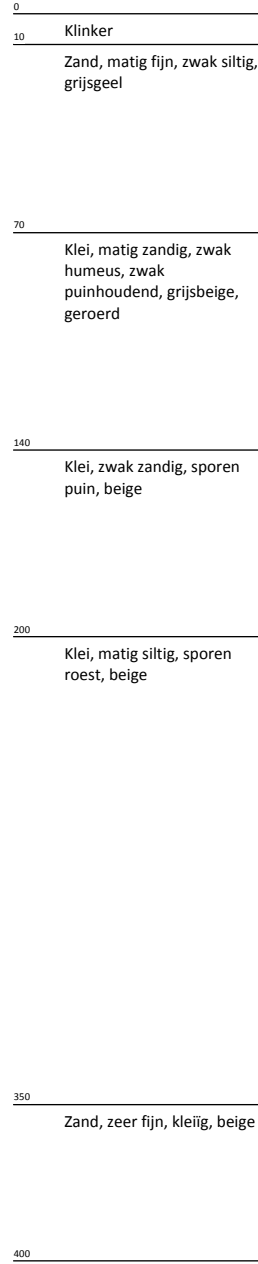 0
Klinker
10
Zand, matig fijn, zwak siltig,
grijsgeel
70
Klei, matig zandig, zwak
humeus, zwak
puinhoudend, grijsbeige,
geroerd
140
Klei, zwak zandig, sporen
puin, beige
200
Klei, matig siltig, sporen
roest, beige
350
Zand, zeer fijn, kleiïg, beige
400